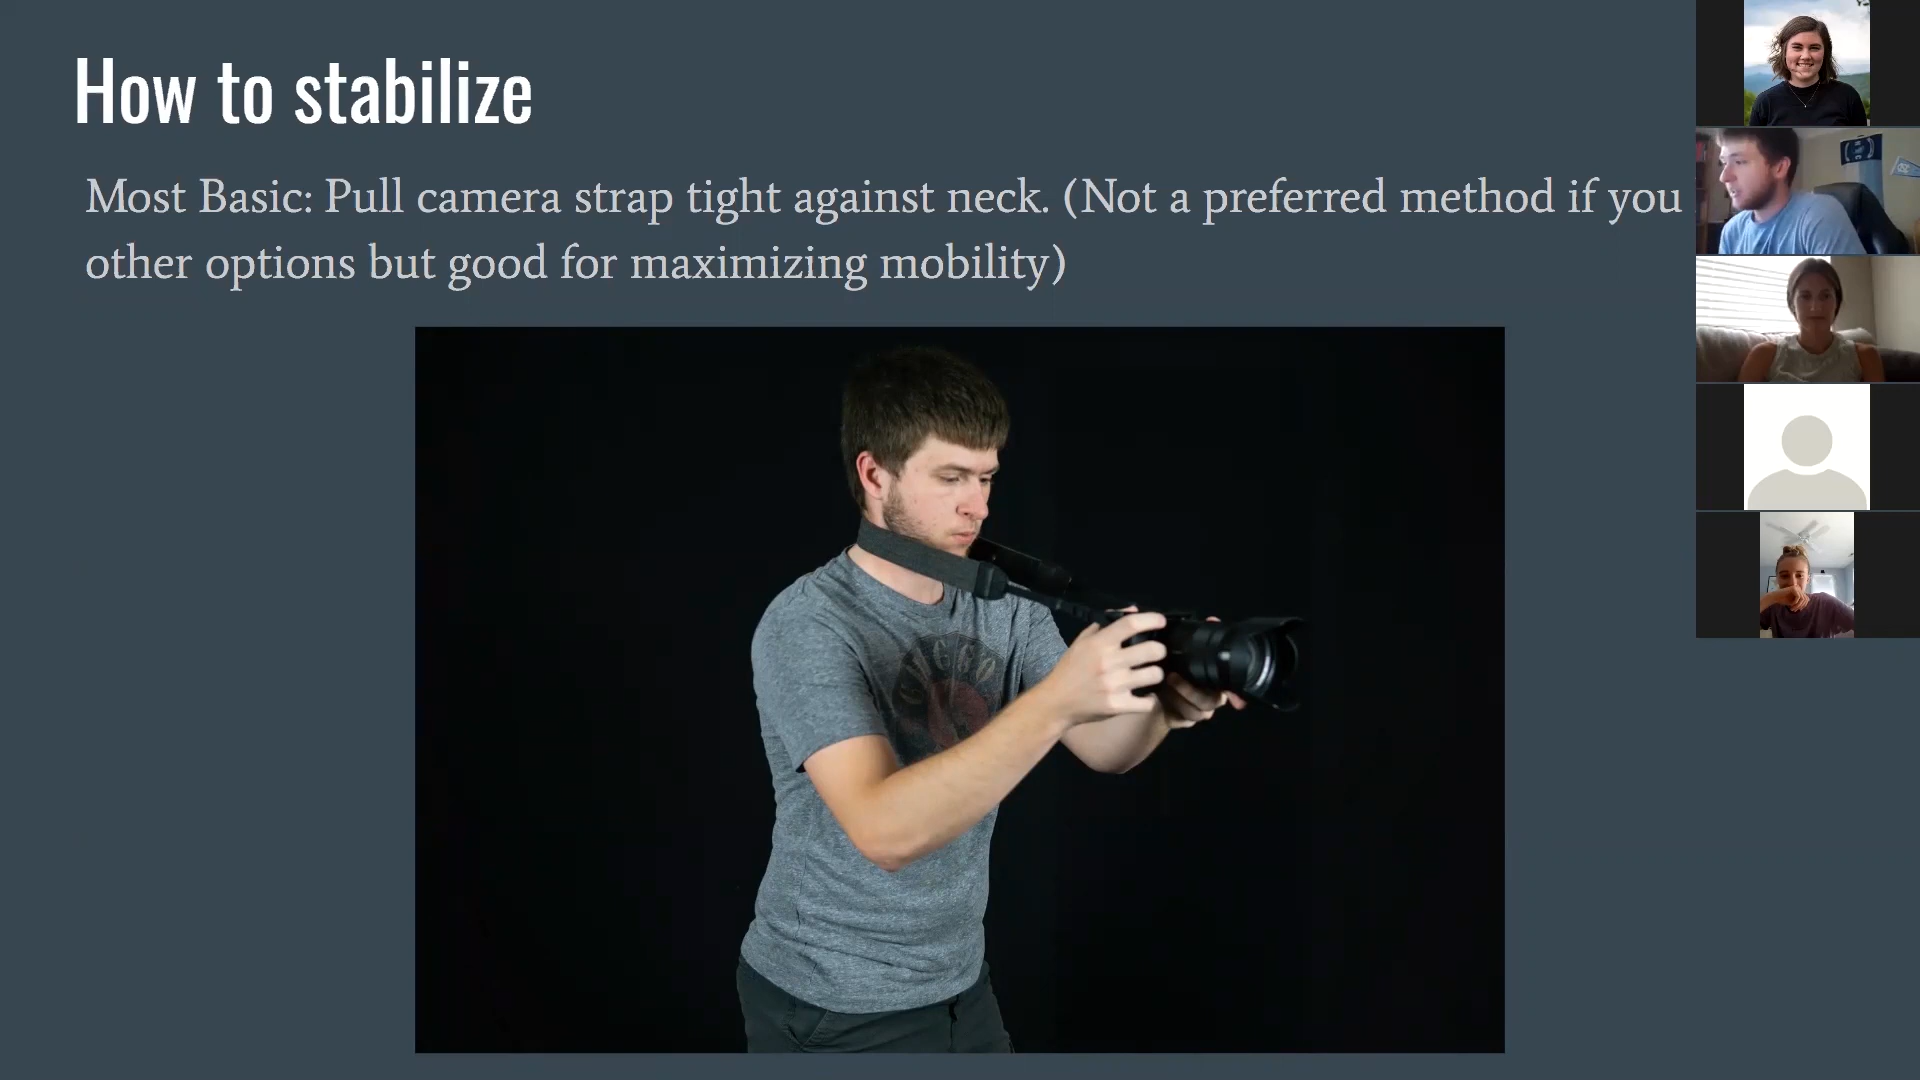 How to stabilize
Most Basic: Pull camera strap tight against neck. (Not a preferred method if you
other options but good for maximizing mobility)